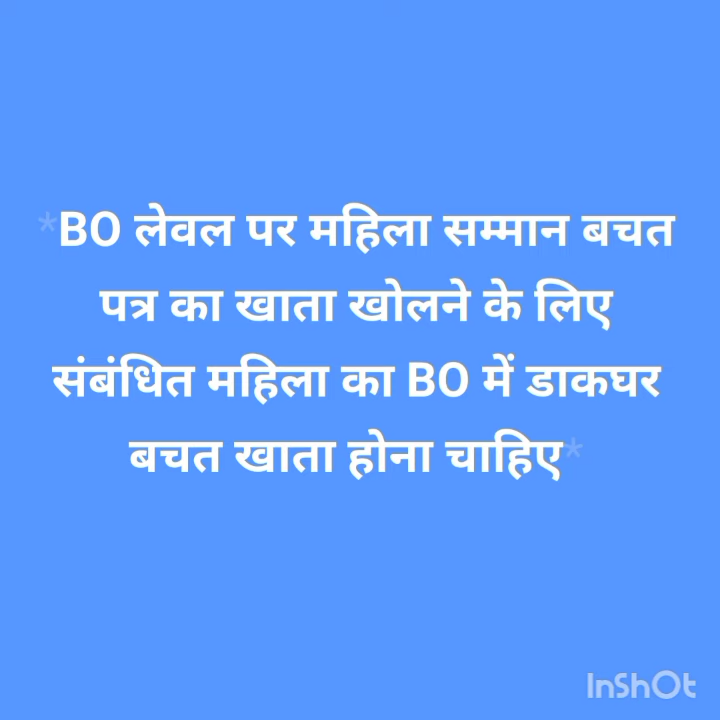 *BO लेवल पर महिला सम्मान बचत
पत्र का खाता खोलने के लिए
संबंधित महिला का BO में डाकघर
बचत खाता होना चाहिए*
InShOt